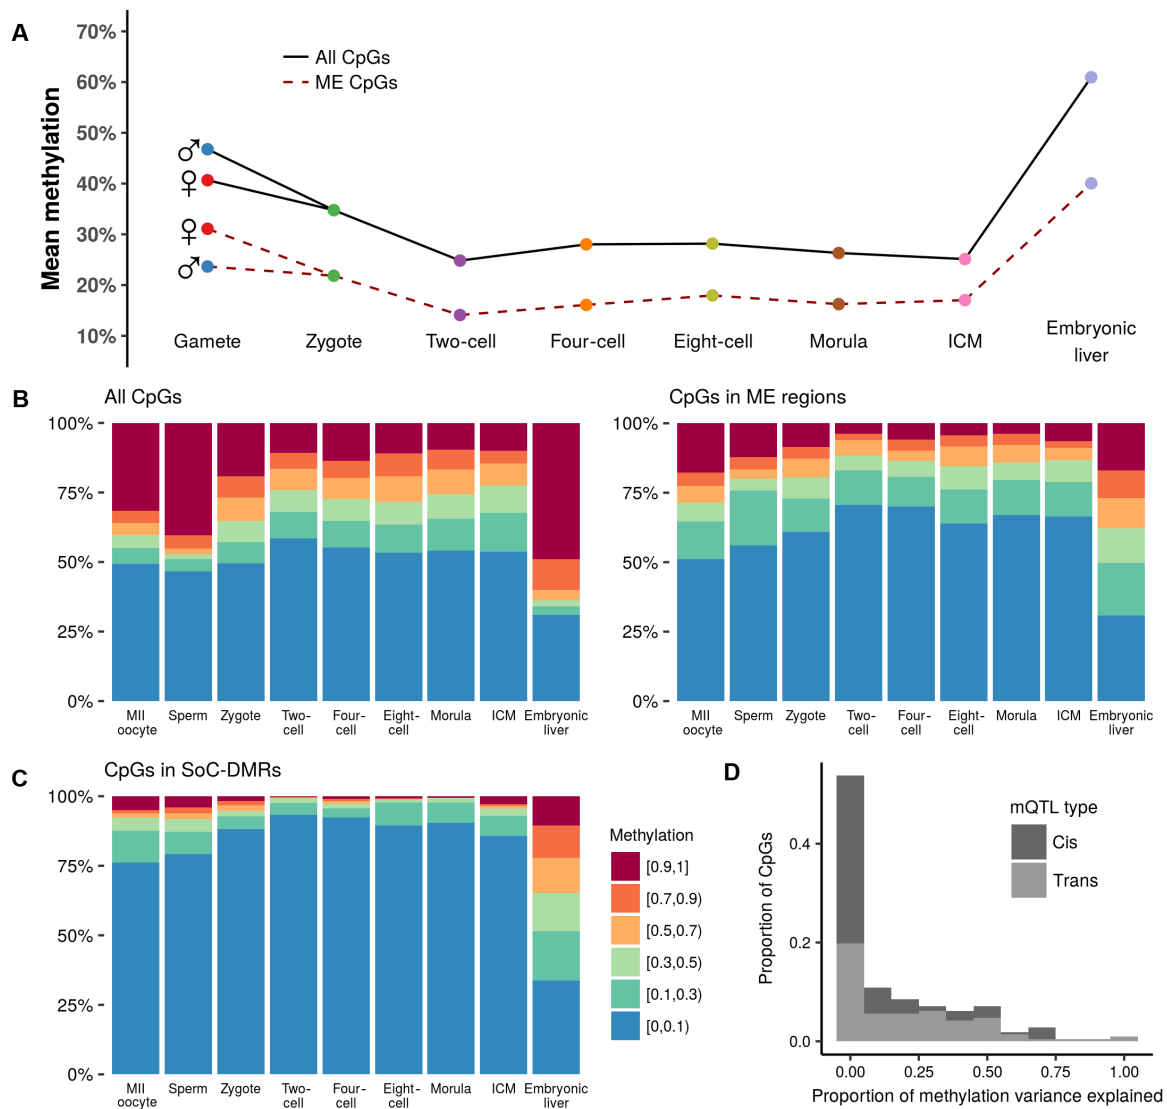 A
Mean methylation
70%
60%
50%
40%
30%
20%
10%
All CpGs
ME CpGs
♂
♀
♀
♂
Gamete
Zygote
Two-cell
Four-cell
Eight-cell
Morula
ICM
Embryonic
liver
B
All CpGs
100%
75%
50%
25%
0%
MII
oocyte
Sperm
Zygote
Two-
cell
Four-
cell
Eight-
cell
Morula
ICM
Embryonic
liver
CpGs in ME regions
100%
75%
50%
25%
0%
MII
oocyte
Sperm
Zygote
Two-
cell
Four-
cell
Eight-
cell
Morula
ICM
Embryonic
liver
C
CpGs in SoC-DMRs
100%
75%
50%
25%
0%
MII
oocyte
Sperm
Zygote
Two-
cell
Four-
cell
Eight-
cell
Morula
ICM
Embryonic
liver
Methylation
[0.9,1]
[0.7,0.9)
[0.5,0.7)
[0.3,0.5)
[0.1,0.3)
[0,0.1)
D
Proportion of CpGs
0.4
0.2
0.0
mQTL type
Cis
Trans
0.00
0.25
0.50
0.75
1.00
Proportion of methylation variance explained